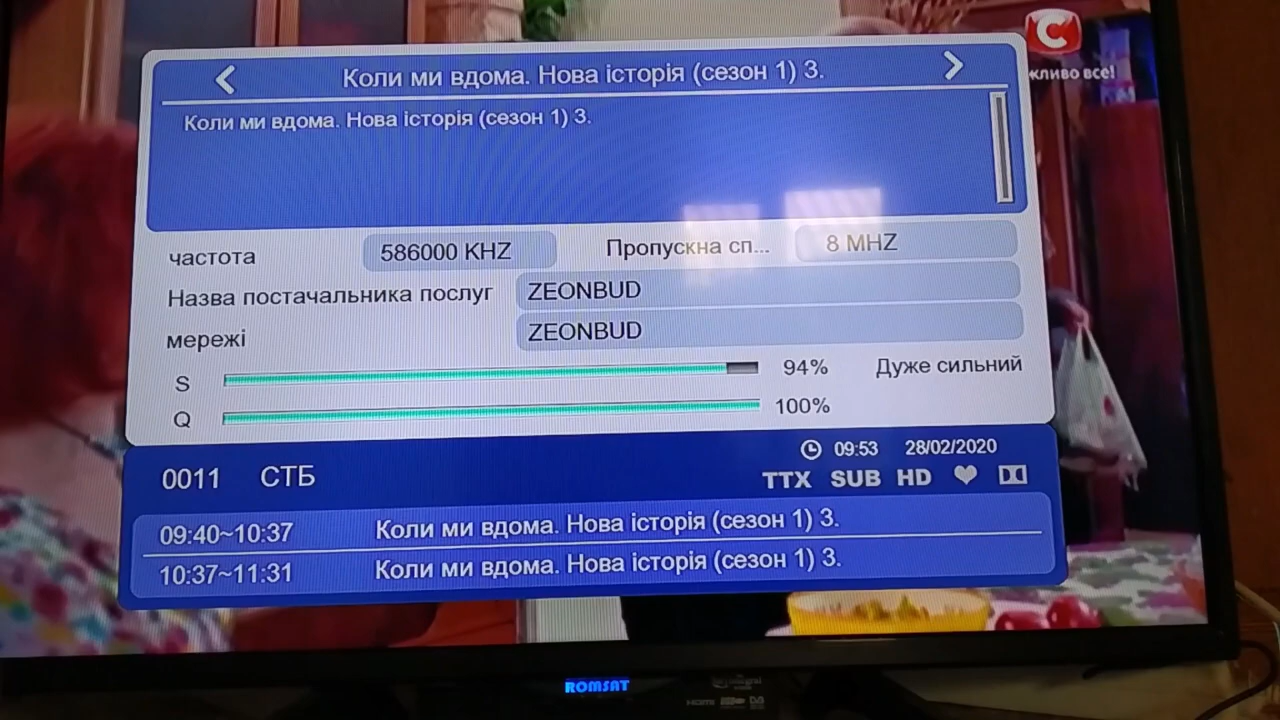 Коли ми вдома. Нова історія (сезон 1) 3.
жливо все!
Коли ми вдома. Нова історія (сезон 1) 3.
частота 586000 KHZ Пропускна сп... 8 MHZ
Назва постачальника послуг ZEONBUD
мережі ZEONBUD
S 94% Дуже сильний
Q 100%
09:53 28/02/2020
0011 СТБ TTX SUB HD
09:40~10:37 Коли ми вдома. Нова історія (сезон 1) 3.
10:37~11:31 Коли ми вдома. Нова історія (сезон 1) 3.
ROMSAT
HDMI